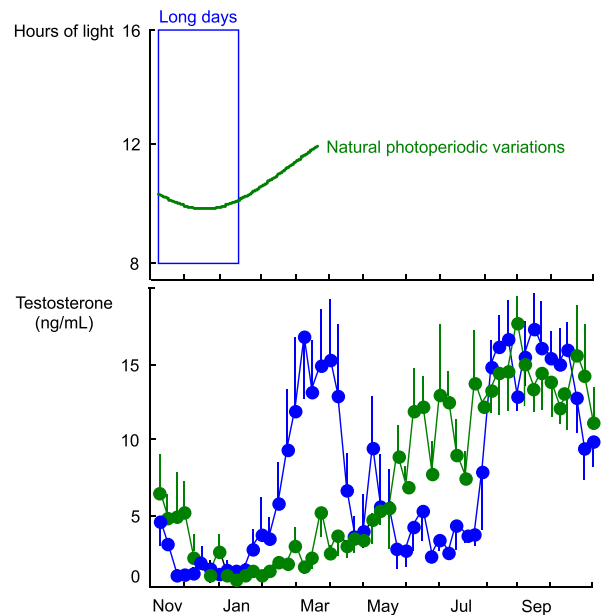 Long days
Hours of light
16
12
Natural photoperiodic variations
8
Testosterone
(ng/mL)
15
10
5
0
Nov Jan Mar May Jul Sep